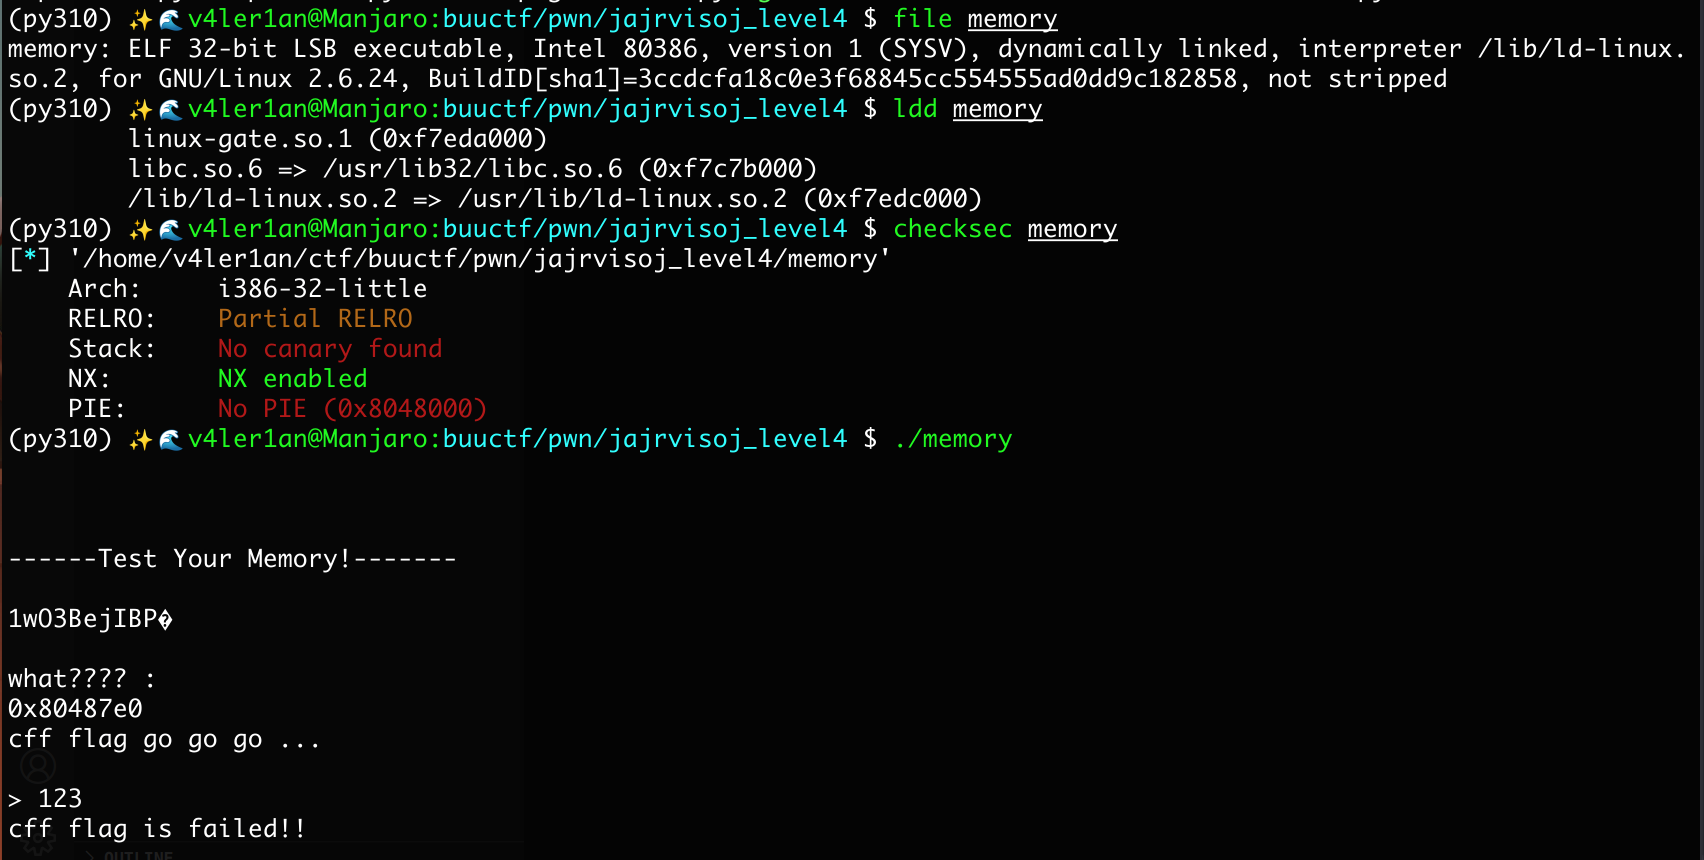 (py310) ✨🌊v4ler1an@Manjaro:buuctf/pwn/jajrvisoj_level4 $ file memory
memory: ELF 32-bit LSB executable, Intel 80386, version 1 (SYSV), dynamically linked, interpreter /lib/ld-linux.
so.2, for GNU/Linux 2.6.24, BuildID[sha1]=3ccdcfa18c0e3f68845cc554555ad0dd9c182858, not stripped
(py310) ✨🌊v4ler1an@Manjaro:buuctf/pwn/jajrvisoj_level4 $ ldd memory
linux-gate.so.1 (0xf7eda000)
libc.so.6 => /usr/lib32/libc.so.6 (0xf7c7b000)
/lib/ld-linux.so.2 => /usr/lib/ld-linux.so.2 (0xf7edc000)
(py310) ✨🌊v4ler1an@Manjaro:buuctf/pwn/jajrvisoj_level4 $ checksec memory
[*] '/home/v4ler1an/ctf/buuctf/pwn/jajrvisoj_level4/memory'
Arch: i386-32-little
RELRO: Partial RELRO
Stack: No canary found
NX: NX enabled
PIE: No PIE (0x8048000)
(py310) ✨🌊v4ler1an@Manjaro:buuctf/pwn/jajrvisoj_level4 $ ./memory
------Test Your Memory!-------
1wO3BejIBP�
what???? :
0x80487e0
cff flag go go go ...
> 123
cff flag is failed!!
OUTLINE